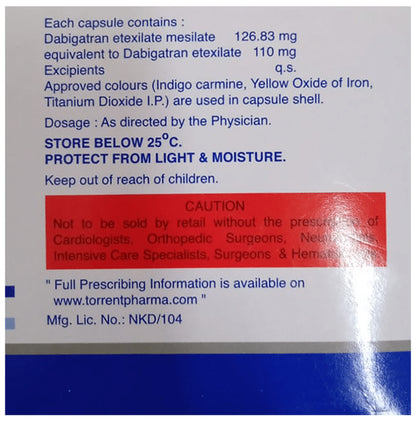 Each capsule contains :
Dabigatran etexilate mesilate 126.83 mg
equivalent to Dabigatran etexilate 110 mg
Excipients q.s.
Approved colours (Indigo carmine, Yellow Oxide of Iron,
Titanium Dioxide I.P.) are used in capsule shell.
Dosage : As directed by the Physician.
STORE BELOW 25°C.
PROTECT FROM LIGHT & MOISTURE.
Keep out of reach of children.
CAUTION
Not to be sold by retail without the of
Cardiologists, Orthopedic Surgeons,
Intensive Care Specialists, Surgeons &
" Full Prescribing Information is available on
www.torrentpharma.com "
Mfg. Lic. No.: NKD/104